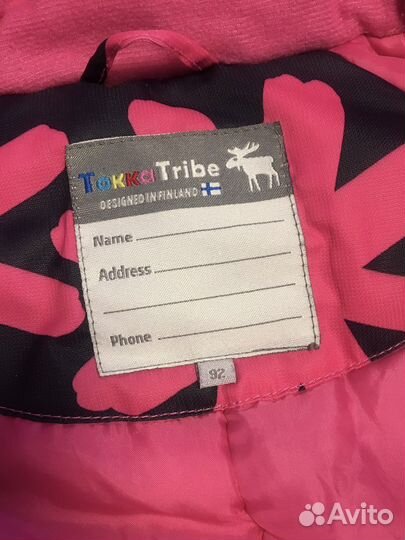 TokkaTribe
DESIGNED IN FINLAND
Name
Address
Phone
92
Avito